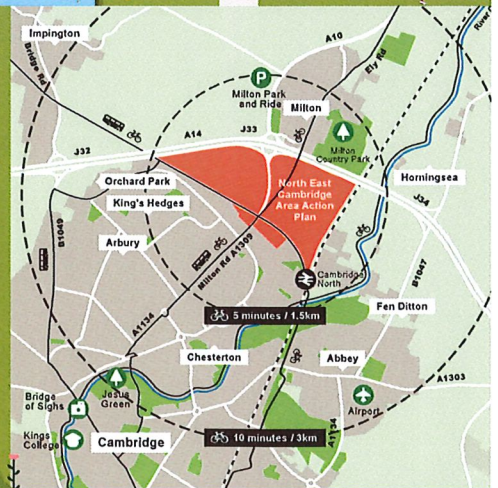 Impington
Bridge Rd
A10
Ely Rd
River
P
Milton Park
and Ride
Milton
J33
A14
J32
Milton
Country Park
Orchard Park
King's Hedges
North East
Cambridge
Area Action
Plan
Horningsea
J34
B1049
Arbury
Milton Rd A1309
Cambridge
North
B1047
5 minutes / 1.5km
Fen Ditton
A1134
Chesterton
Abbey
A1303
Bridge
of Sighs
Jesus
Green
Airport
Kings
College
Cambridge
10 minutes / 3km
A1134